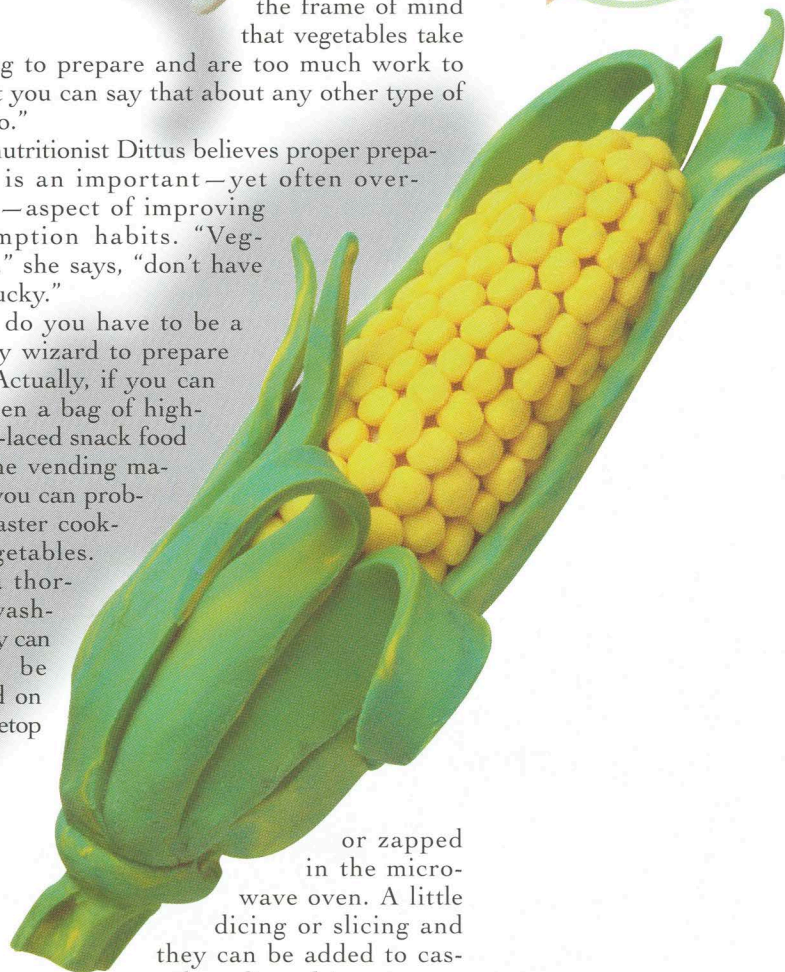 the frame of mind
that vegetables take
g to prepare and are too much work to
t you can say that about any other type of
o.”
nutritionist Dittus believes proper prepa-
is an important—yet often over-
—aspect of improving
mption habits. “Veg-
” she says, “don’t have
ucky.”
do you have to be a
y wizard to prepare
Actually, if you can
en a bag of high-
-laced snack food
ne vending ma-
you can prob-
aster cook-
getables.
thor-
wash-
y can
be
d on
etop
or zapped
in the micro-
wave oven. A little
dicing or slicing and
they can be added to cas-